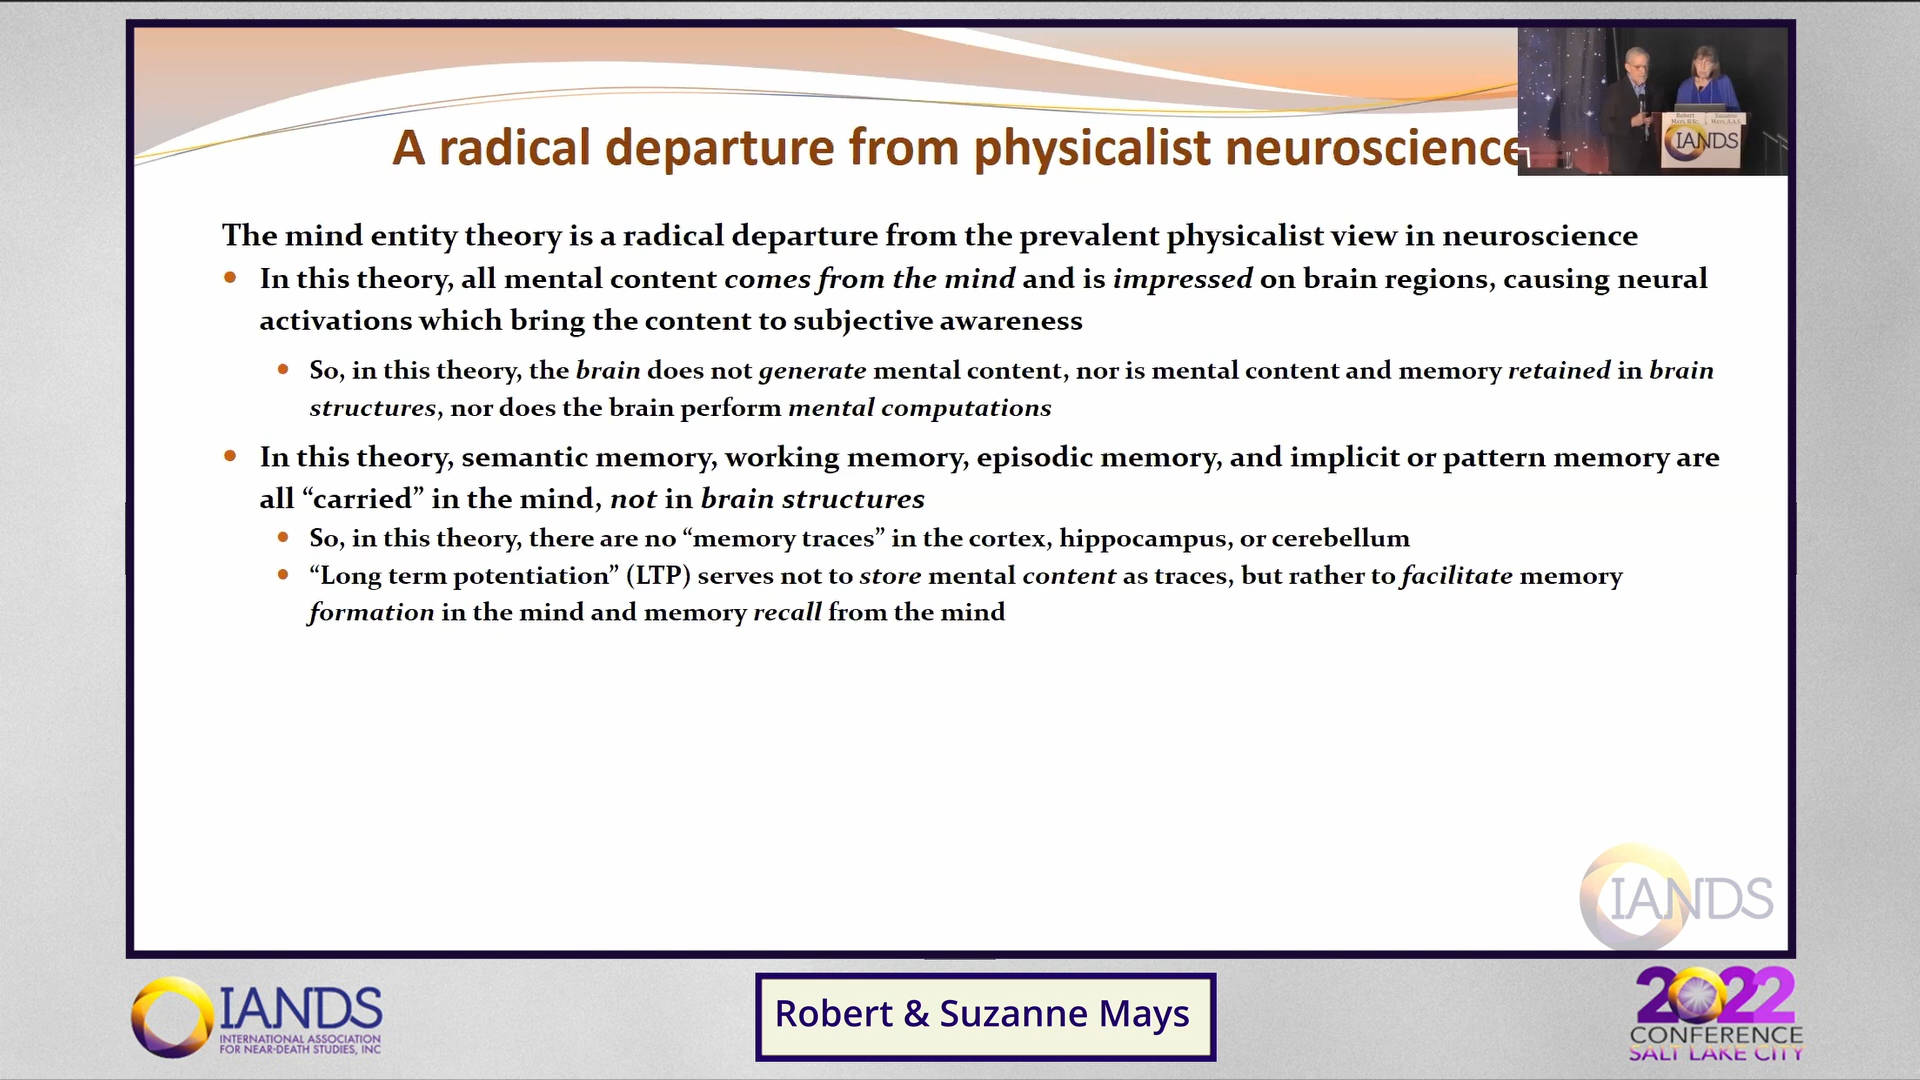 A radical departure from physicalist neuroscience
Robert Suzanne
Mays, B.Sc. Mays, A.A.
IANDS
The mind entity theory is a radical departure from the prevalent physicalist view in neuroscience
• In this theory, all mental content comes from the mind and is impressed on brain regions, causing neural
activations which bring the content to subjective awareness
• So, in this theory, the brain does not generate mental content, nor is mental content and memory retained in brain
structures, nor does the brain perform mental computations
• In this theory, semantic memory, working memory, episodic memory, and implicit or pattern memory are
all “carried” in the mind, not in brain structures
• So, in this theory, there are no “memory traces” in the cortex, hippocampus, or cerebellum
• “Long term potentiation” (LTP) serves not to store mental content as traces, but rather to facilitate memory
formation in the mind and memory recall from the mind
IANDS
IANDS
INTERNATIONAL ASSOCIATION
FOR NEAR-DEATH STUDIES, INC
Robert & Suzanne Mays
2022
CONFERENCE
SALT LAKE CITY